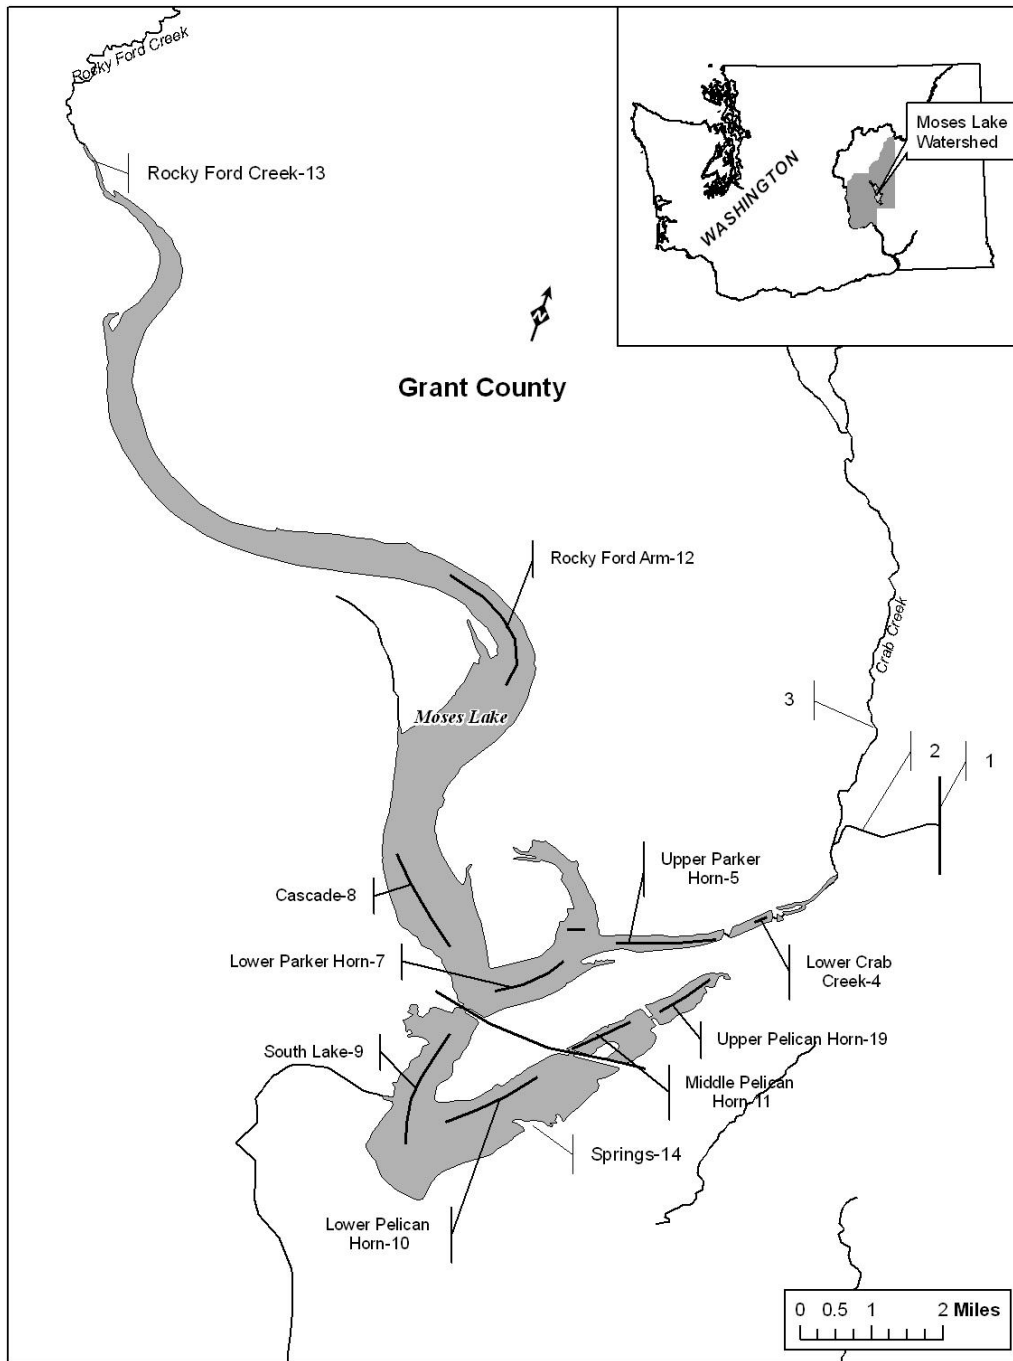 Rocky Ford Creek
Moses Lake
Watershed
WASHINGTON
Rocky Ford Creek-13
N
Grant County
Rocky Ford Arm-12
Crab Creek
3
Moses Lake
2
1
Upper Parker
Horn-5
Cascade-8
Lower Parker Horn-7
Lower Crab
Creek-4
South Lake-9
Upper Pelican Horn-19
Middle Pelican
Horn-11
Springs-14
Lower Pelican
Horn-10
0 0.5 1 2 Miles